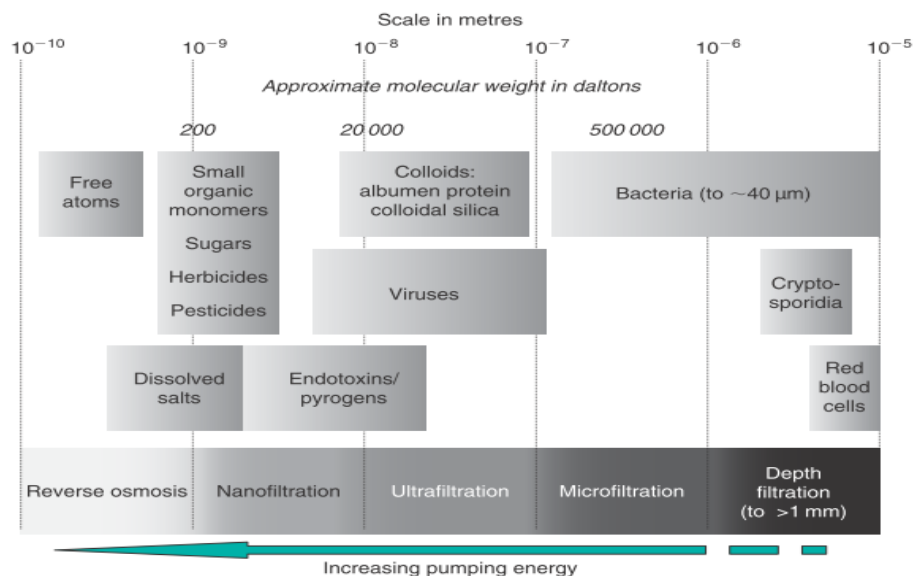 Scale in metres
10⁻¹⁰ 10⁻⁹ 10⁻⁸ 10⁻⁷ 10⁻⁶ 10⁻⁵
Approximate molecular weight in daltons
200 20 000 500 000
Free
atoms
Small
organic
monomers
Sugars
Herbicides
Pesticides
Colloids:
albumen protein
colloidal silica
Bacteria (to ~40 μm)
Viruses
Crypto-
sporidia
Dissolved
salts
Endotoxins/
pyrogens
Red
blood
cells
Reverse osmosis
Nanofiltration
Ultrafiltration
Microfiltration
Depth
filtration
(to >1 mm)
Increasing pumping energy